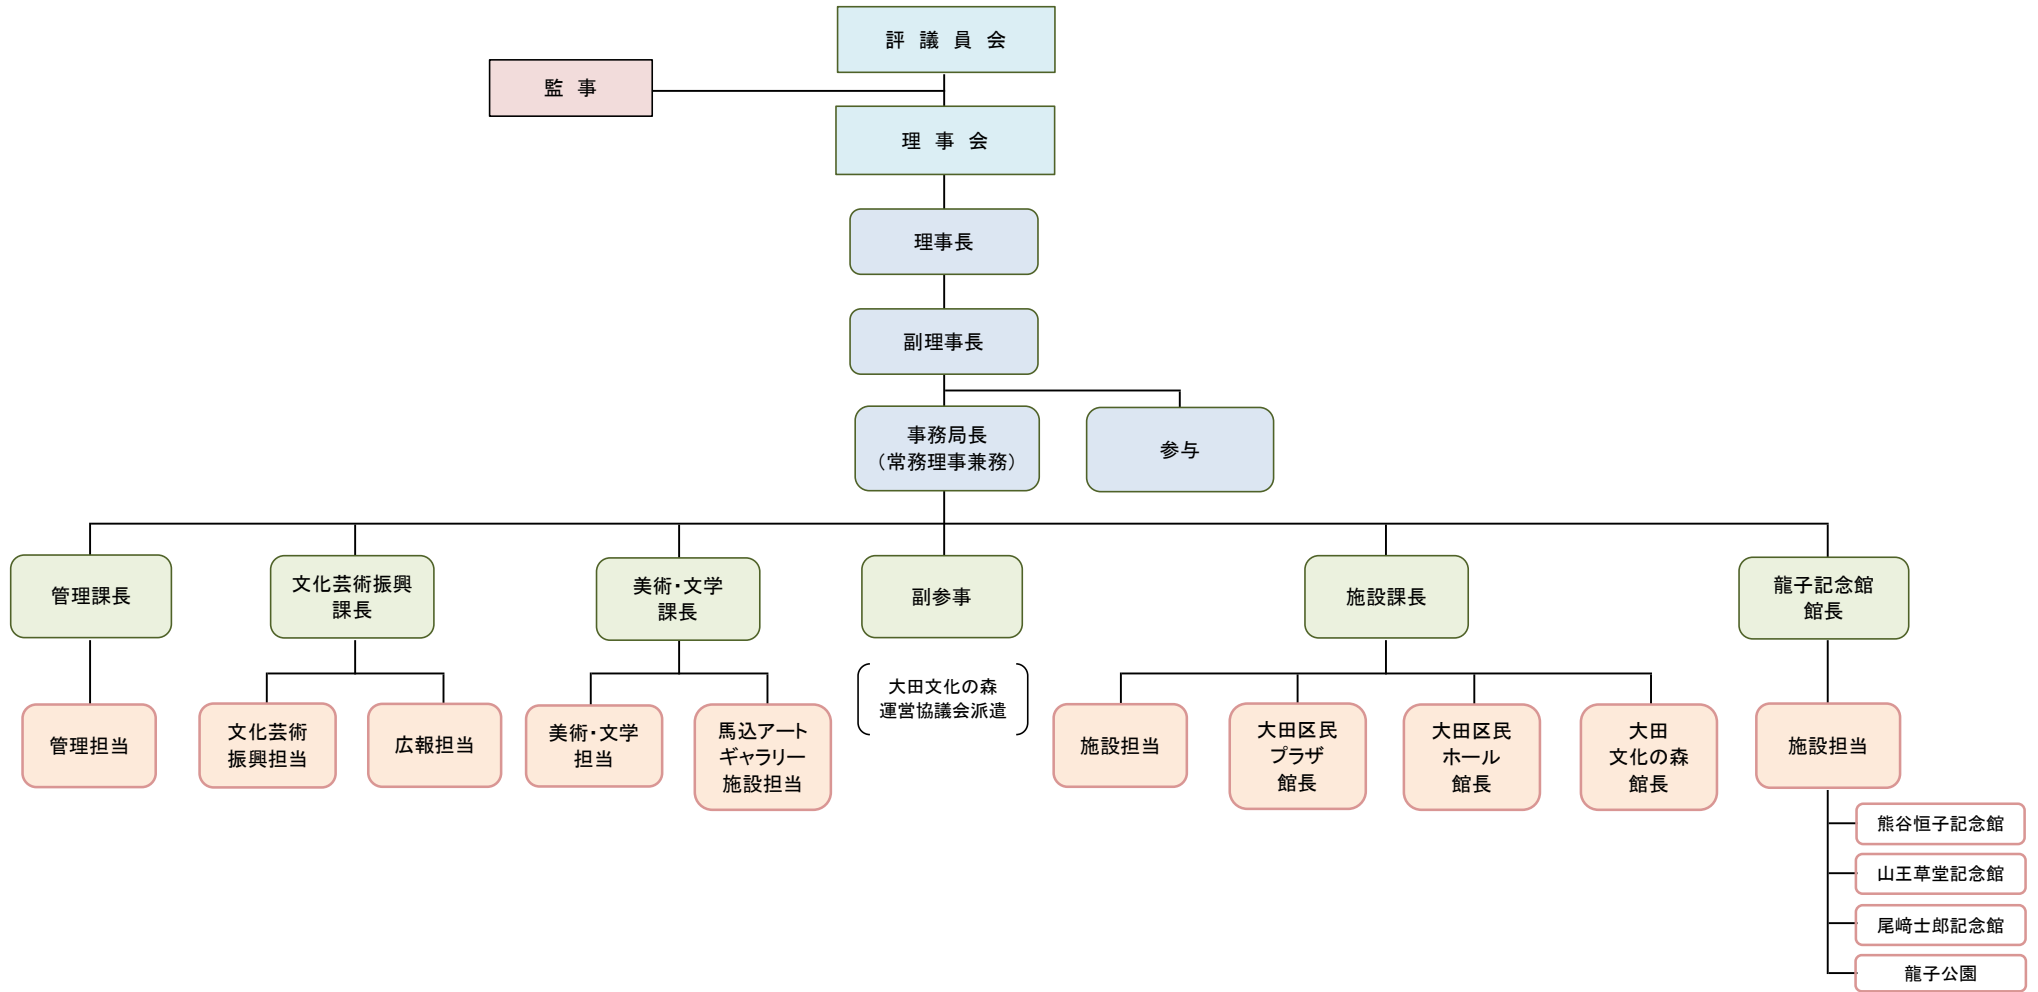 評 議 員 会
監 事
理 事 会
理事長
副理事長
事務局長
（常務理事兼務）
参与
管理課長
文化芸術振興
課長
美術・文学
課長
副参事
施設課長
龍子記念館
館長
大田文化の森
運営協議会派遣
管理担当
文化芸術
振興担当
広報担当
美術・文学
担当
馬込アート
ギャラリー
施設担当
施設担当
大田区民
プラザ
館長
大田区民
ホール
館長
大田
文化の森
館長
施設担当
熊谷恒子記念館
山王草堂記念館
尾﨑士郎記念館
龍子公園